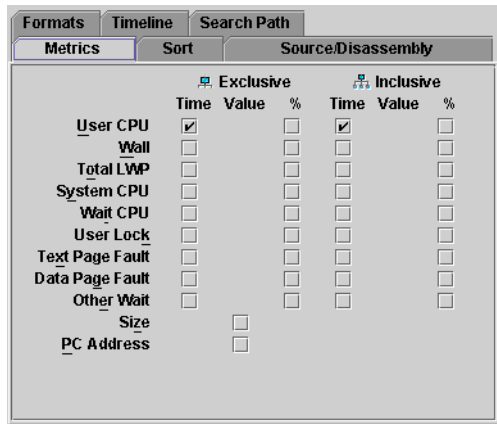 Formats Timeline Search Path
Metrics Sort Source/Disassembly
Exclusive Inclusive
Time Value % Time Value %
User CPU
Wall
Total LWP
System CPU
Wait CPU
User Lock
Text Page Fault
Data Page Fault
Other Wait
Size
PC Address